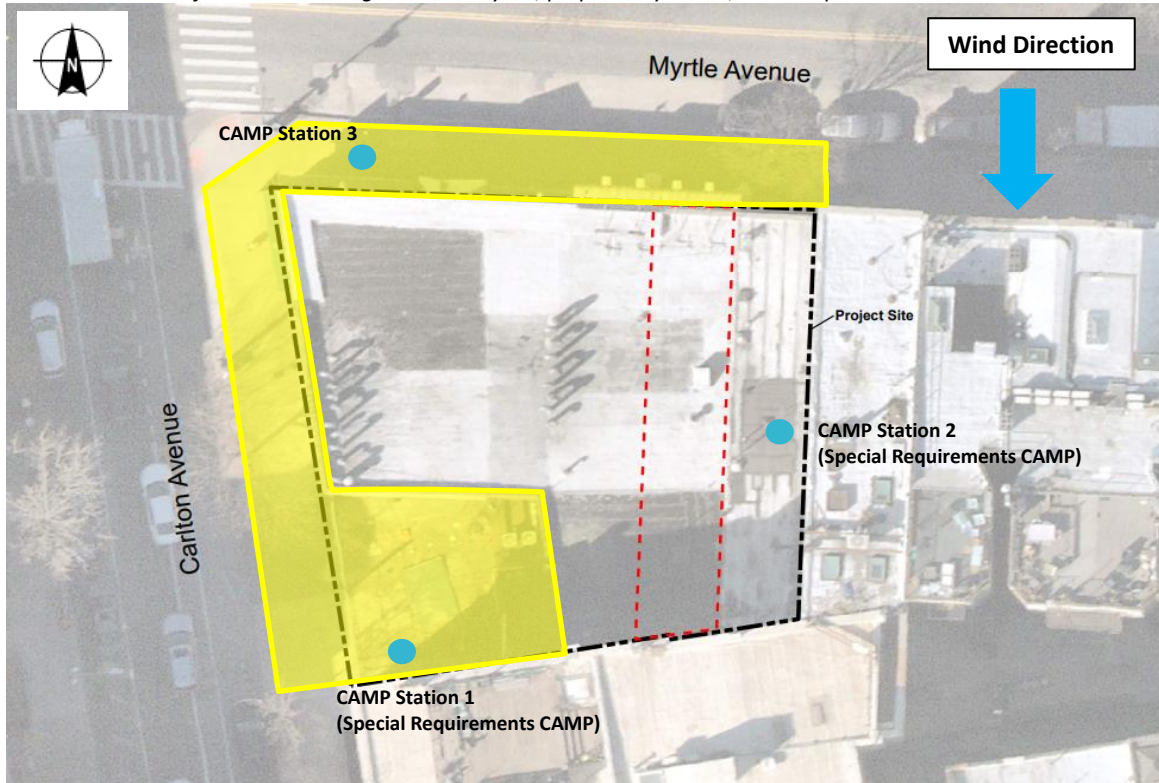 N
Wind Direction
Myrtle Avenue
CAMP Station 3
Project Site
CAMP Station 2
(Special Requirements CAMP)
Carlton Avenue
CAMP Station 1
(Special Requirements CAMP)